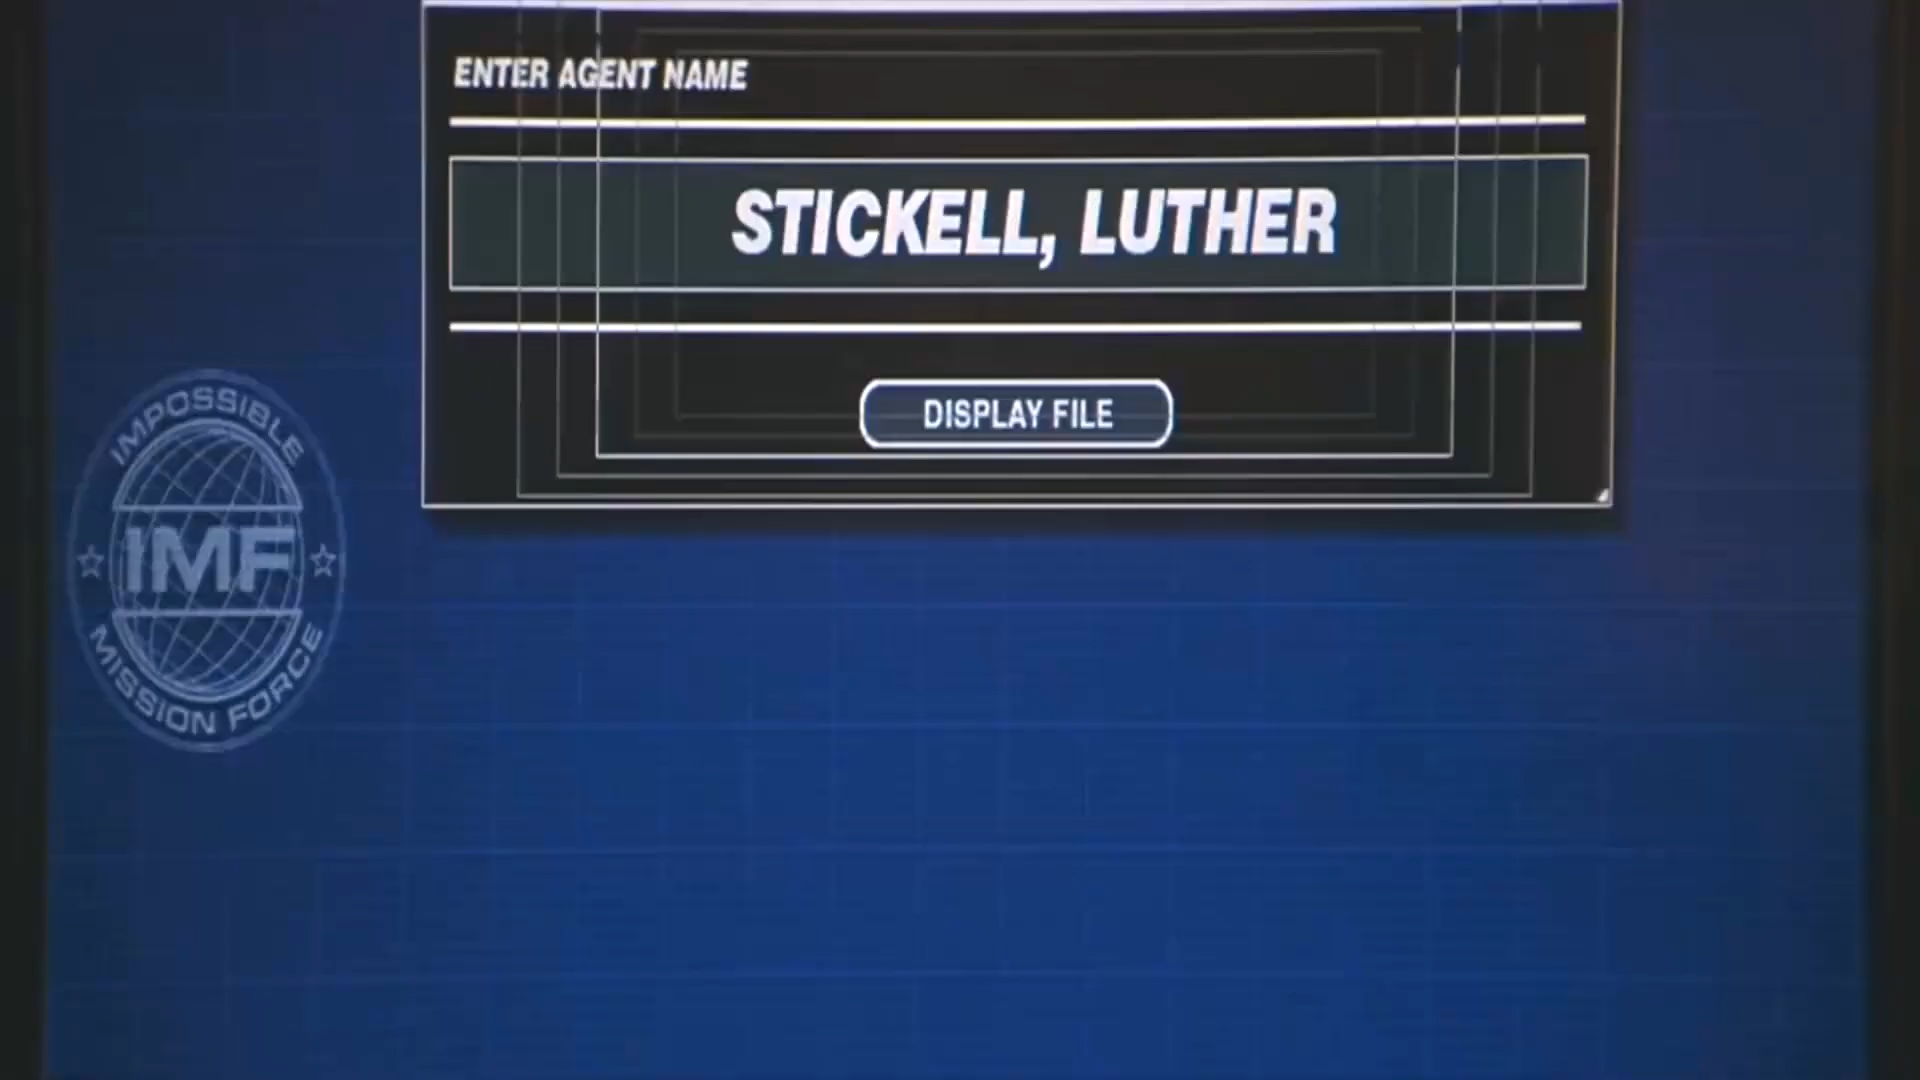 ENTER AGENT NAME
STICKELL, LUTHER
DISPLAY FILE
IMPOSSIBLE
IMF
MISSION FORCE